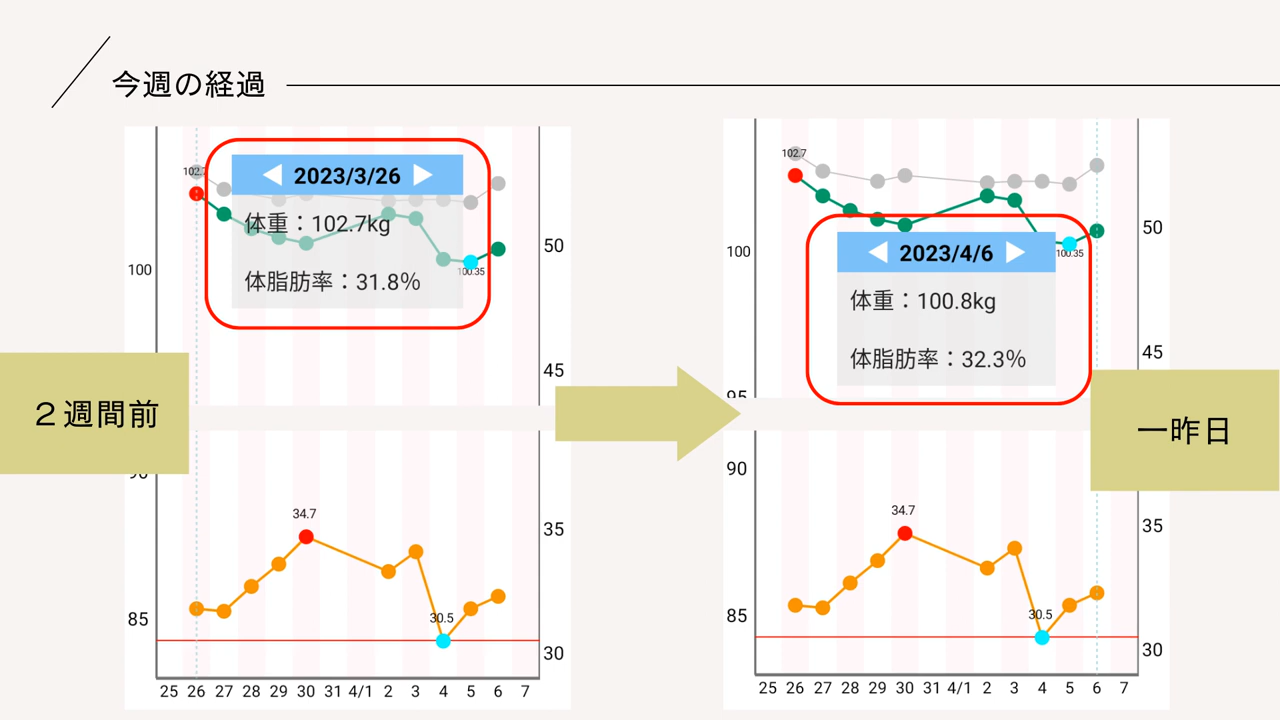 今週の経過
102.7
2023/3/26
体重：102.7kg
体脂肪率：31.8%
100.35
100
50
45
２週間前
90
34.7
35
30.5
85
30
25 26 27 28 29 30 31 4/1 2 3 4 5 6 7
102.7
2023/4/6
体重：100.8kg
体脂肪率：32.3%
100.35
100
50
45
95
一昨日
90
34.7
35
30.5
85
30
25 26 27 28 29 30 31 4/1 2 3 4 5 6 7